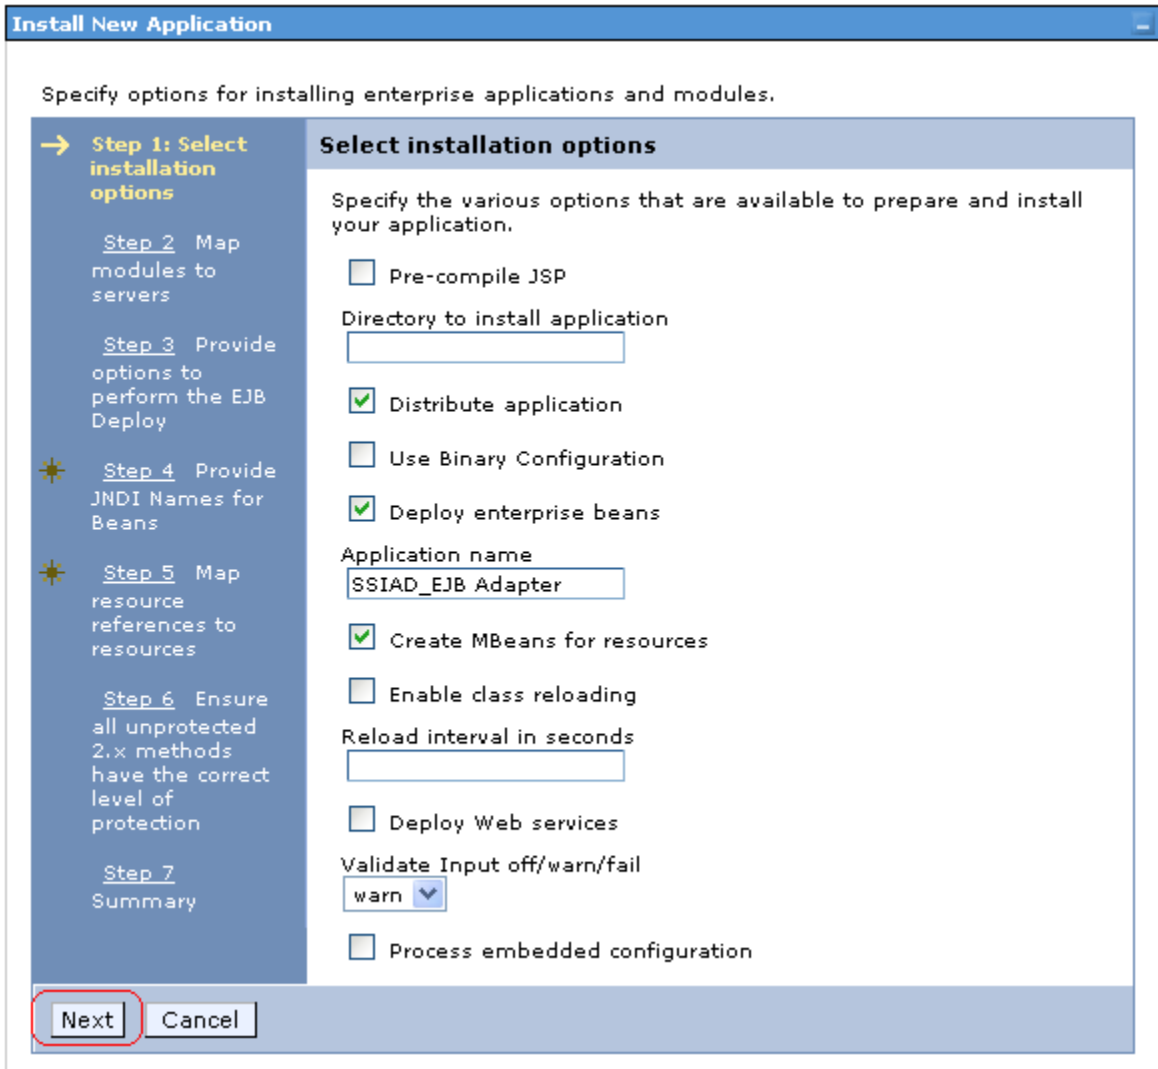 Install New Application
Specify options for installing enterprise applications and modules.
Step 1: Select
installation
options
Step 2 Map
modules to
servers
Step 3 Provide
options to
perform the EJB
Deploy
Step 4 Provide
JNDI Names for
Beans
Step 5 Map
resource
references to
resources
Step 6 Ensure
all unprotected
2.x methods
have the correct
level of
protection
Step 7
Summary
Select installation options
Specify the various options that are available to prepare and install
your application.
Pre-compile JSP
Directory to install application
Distribute application
Use Binary Configuration
Deploy enterprise beans
Application name
SSIAD_EJB Adapter
Create MBeans for resources
Enable class reloading
Reload interval in seconds
Deploy Web services
Validate Input off/warn/fail
warn
Process embedded configuration
Next
Cancel